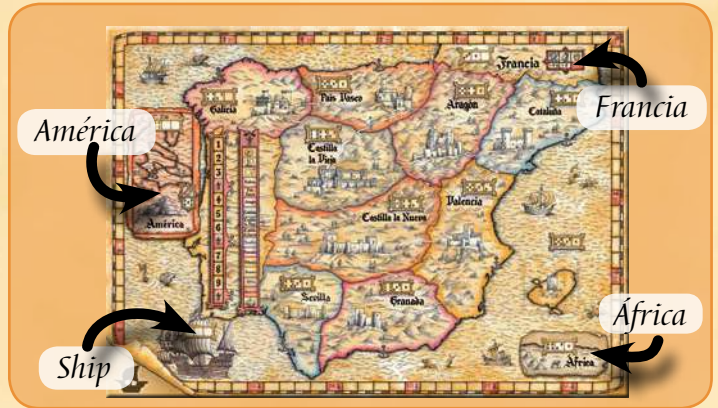 Francia
Galicia
País Vasco
Aragón
Cataluña
Francia
América
Castilla
la Vieja
1
2
3
4
5
6
7
8
9
América
Castilla la Nueva
Valencia
Sevilla
Granada
África
África
Ship